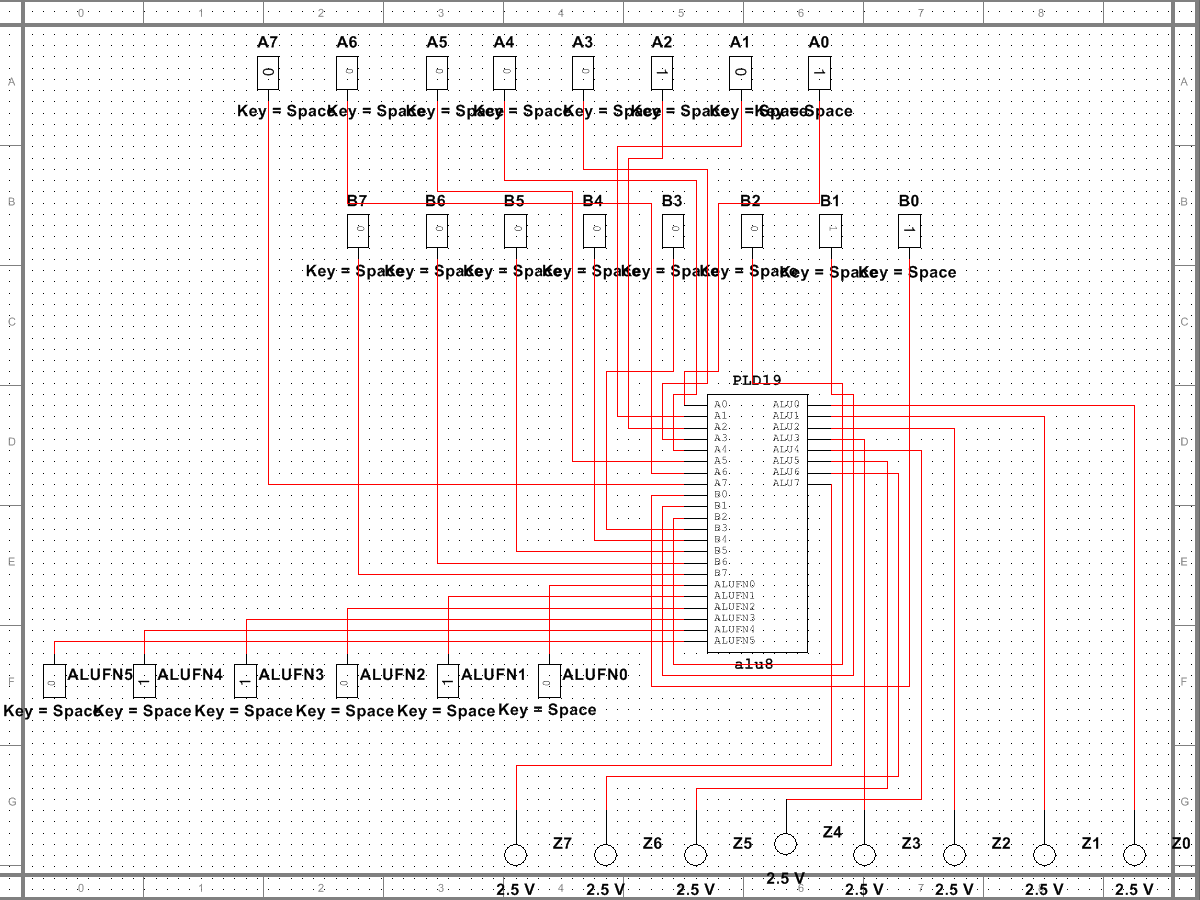 0 1 2 3 4 5 6 7 8
A7 A6 A5 A4 A3 A2 A1 A0
A 0 0 0 0 0 1 0 1 A
Key = Space Key = Space Key = Space Key = Space Key = Space Key = Space Key = Space Key = Space
B B7 B6 B5 B4 B3 B2 B1 B0 B
0 0 0 0 0 0 1 1
Key = Space Key = Space Key = Space Key = Space Key = Space Key = Space Key = Space Key = Space
C C
PLD19
A0 ALU0
A1 ALU1
A2 ALU2
D A3 ALU3 D
A4 ALU4
A5 ALU5
A6 ALU6
A7 ALU7
B0
B1
B2
B3
B4
B5
E B6 E
B7
ALUFN0
ALUFN1
ALUFN2
ALUFN3
ALUFN4
ALUFN5
alu8
F 0 ALUFN5 1 ALUFN4 1 ALUFN3 0 ALUFN2 1 ALUFN1 0 ALUFN0 F
Key = Space Key = Space Key = Space Key = Space Key = Space Key = Space
G G
Z7 Z6 Z5 Z4 Z3 Z2 Z1 Z0
2.5 V 2.5 V 2.5 V 2.5 V 2.5 V 2.5 V 2.5 V 2.5 V
0 1 2 3 4 5 6 7 8